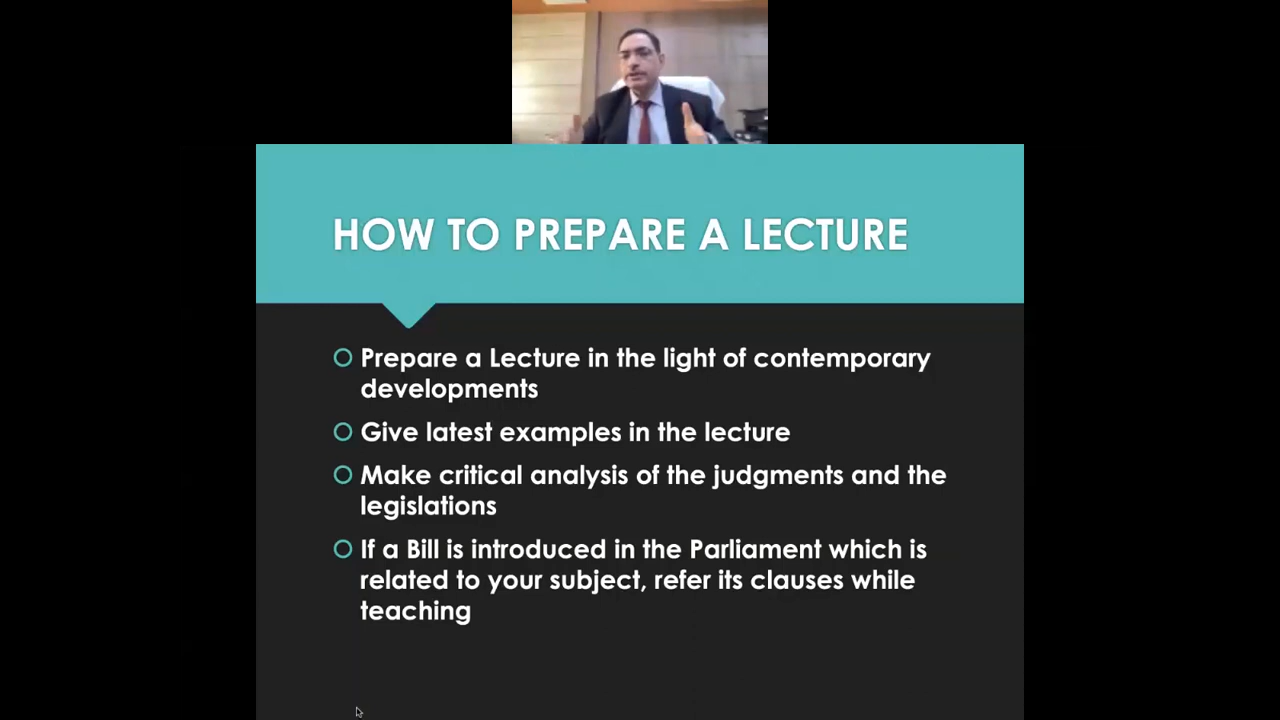 HOW TO PREPARE A LECTURE
Prepare a Lecture in the light of contemporary
developments
Give latest examples in the lecture
Make critical analysis of the judgments and the
legislations
If a Bill is introduced in the Parliament which is
related to your subject, refer its clauses while
teaching